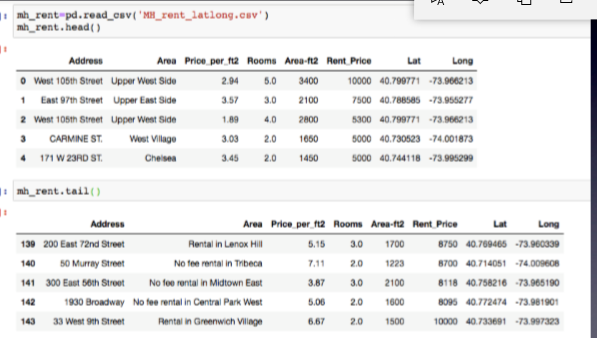 mh_rent=pd.read_csv('MH_rent_latlong.csv')
mh_rent.head()
Address Area Price_per_ft2 Rooms Area-ft2 Rent_Price Lat Long
0 West 105th Street Upper West Side 2.94 5.0 3400 10000 40.799771 -73.966213
1 East 97th Street Upper East Side 3.57 3.0 2100 7500 40.788585 -73.955277
2 West 105th Street Upper West Side 1.89 4.0 2800 5300 40.799771 -73.966213
3 CARMINE ST. West Village 3.03 2.0 1650 5000 40.730523 -74.001873
4 171 W 23RD ST. Chelsea 3.45 2.0 1450 5000 40.744118 -73.995299
mh_rent.tail()
Address Area Price_per_ft2 Rooms Area-ft2 Rent_Price Lat Long
139 200 East 72nd Street Rental in Lenox Hill 5.15 3.0 1700 8750 40.769465 -73.960339
140 50 Murray Street No fee rental in Tribeca 7.11 2.0 1223 8700 40.714051 -74.009608
141 300 East 56th Street No fee rental in Midtown East 3.87 3.0 2100 8118 40.758216 -73.965190
142 1930 Broadway No fee rental in Central Park West 5.06 2.0 1600 8095 40.772474 -73.981901
143 33 West 9th Street Rental in Greenwich Village 6.67 2.0 1500 10000 40.733691 -73.997323